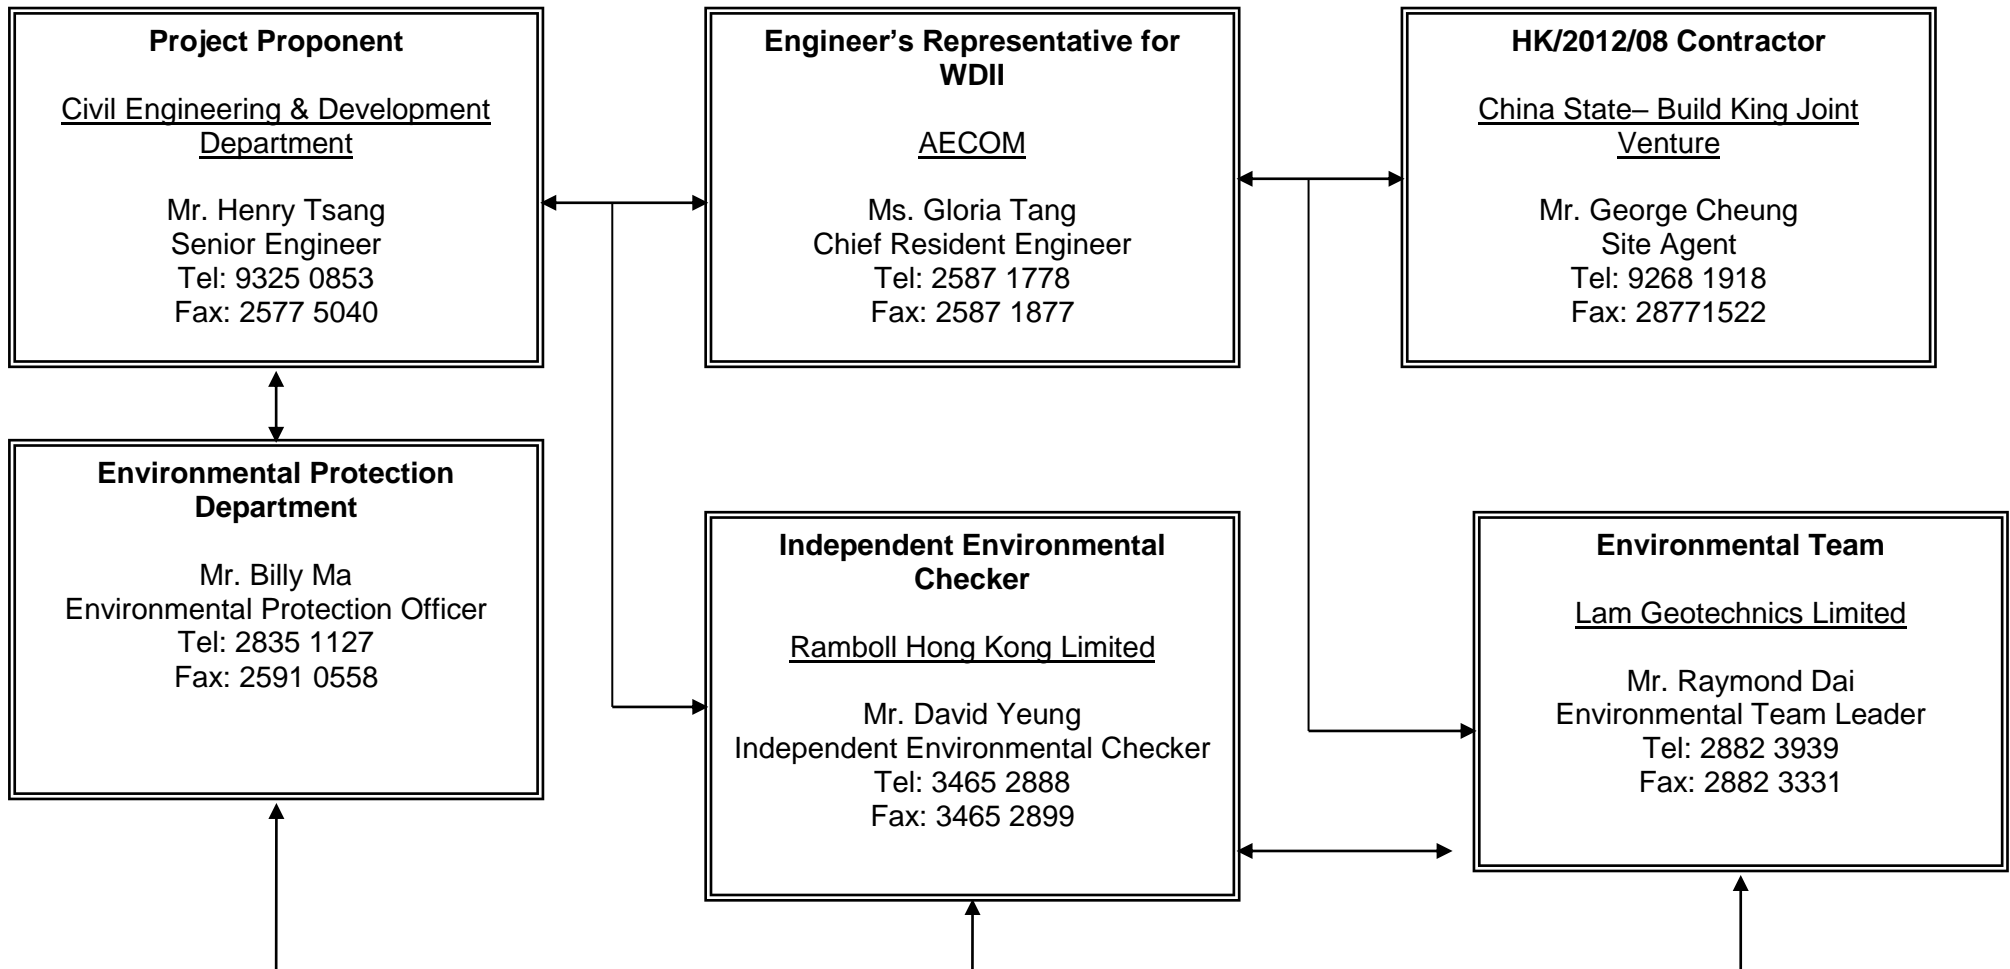 Project Proponent
Civil Engineering & Development
Department
Mr. Henry Tsang
Senior Engineer
Tel: 9325 0853
Fax: 2577 5040
Engineer’s Representative for
WDII
AECOM
Ms. Gloria Tang
Chief Resident Engineer
Tel: 2587 1778
Fax: 2587 1877
HK/2012/08 Contractor
China State– Build King Joint
Venture
Mr. George Cheung
Site Agent
Tel: 9268 1918
Fax: 28771522
Environmental Protection
Department
Mr. Billy Ma
Environmental Protection Officer
Tel: 2835 1127
Fax: 2591 0558
Independent Environmental
Checker
Ramboll Hong Kong Limited
Mr. David Yeung
Independent Environmental Checker
Tel: 3465 2888
Fax: 3465 2899
Environmental Team
Lam Geotechnics Limited
Mr. Raymond Dai
Environmental Team Leader
Tel: 2882 3939
Fax: 2882 3331